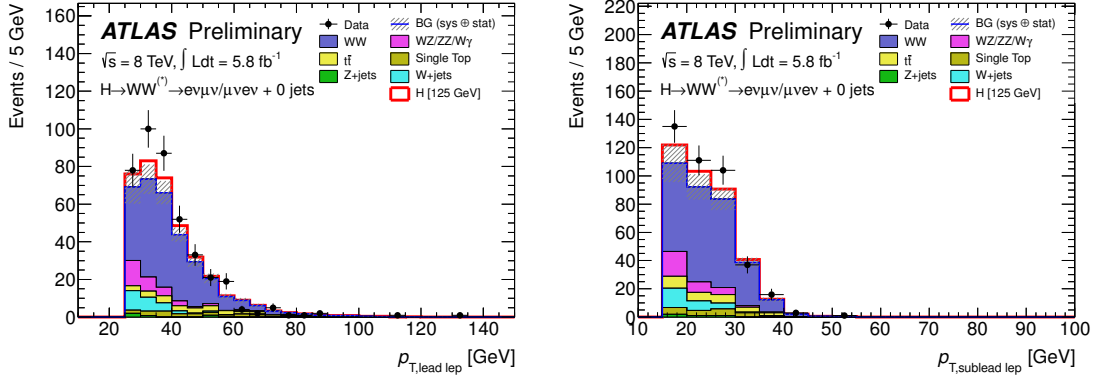 ATLAS Preliminary
√s = 8 TeV, ∫ Ldt = 5.8 fb⁻¹
H→WW⁽*⁾→eνμν/μνeν + 0 jets
Data
WW
tt̄
Z+jets
BG (sys ⊕ stat)
WZ/ZZ/Wγ
Single Top
W+jets
H [125 GeV]
Events / 5 GeV
160
140
120
100
80
60
40
20
0
20 40 60 80 100 120 140
p_T,lead lep [GeV]
ATLAS Preliminary
√s = 8 TeV, ∫ Ldt = 5.8 fb⁻¹
H→WW⁽*⁾→eνμν/μνeν + 0 jets
Data
WW
tt̄
Z+jets
BG (sys ⊕ stat)
WZ/ZZ/Wγ
Single Top
W+jets
H [125 GeV]
Events / 5 GeV
220
200
180
160
140
120
100
80
60
40
20
0
10 20 30 40 50 60 70 80 90 100
p_T,sublead lep [GeV]